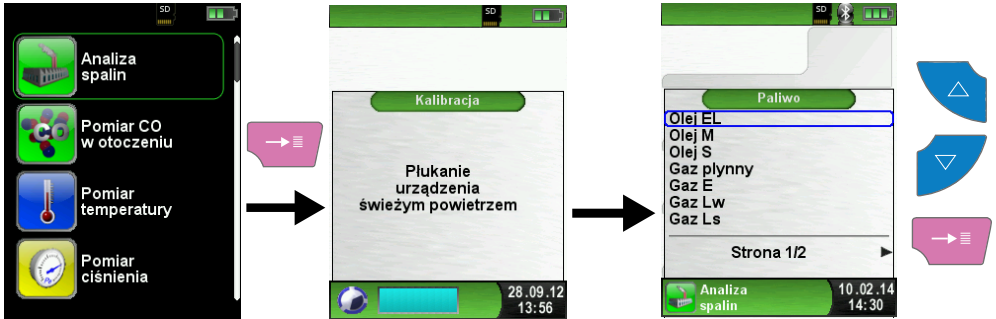 SD
Analiza
spalin
Pomiar CO
w otoczeniu
Pomiar
temperatury
Pomiar
ciśnienia
SD
Kalibracja
Płukanie
urządzenia
świeżym powietrzem
28.09.12
13:56
SD
Paliwo
Olej EL
Olej M
Olej S
Gaz plynny
Gaz E
Gaz Lw
Gaz Ls
Strona 1/2
Analiza
spalin
10.02.14
14:30